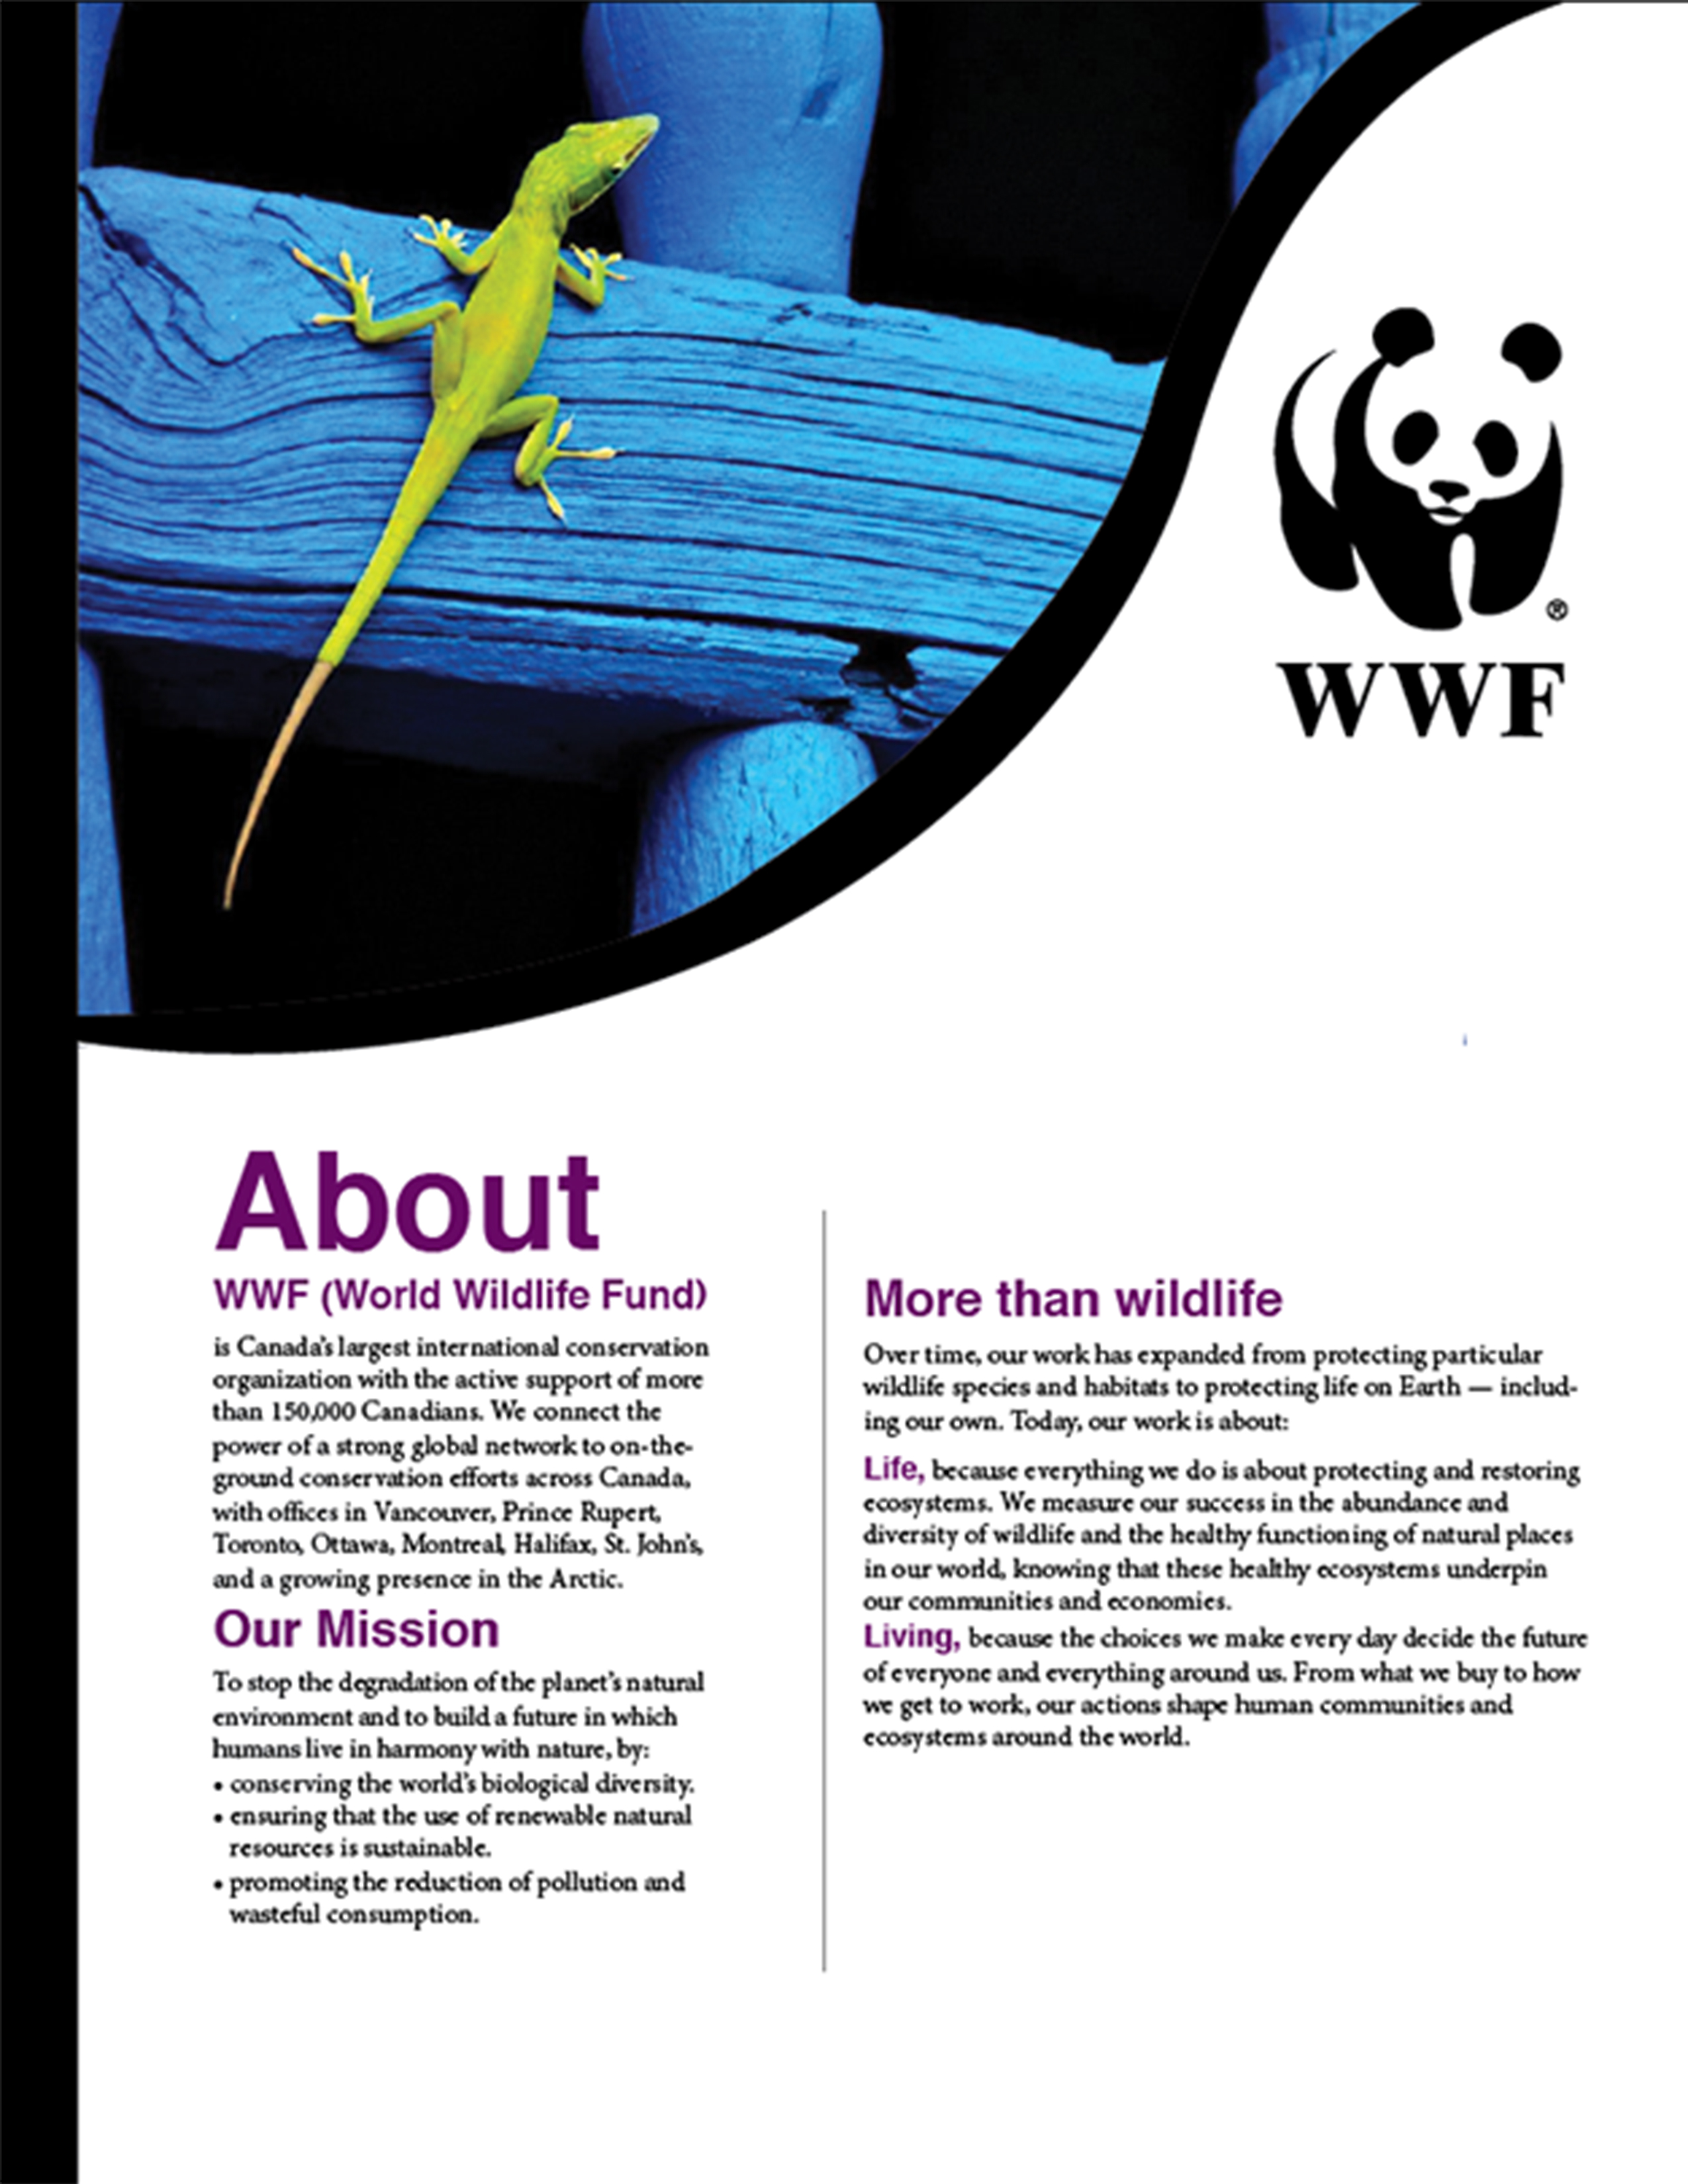 ®
WWF
About
WWF (World Wildlife Fund)
is Canada's largest international conservation
organization with the active support of more
than 150,000 Canadians. We connect the
power of a strong global network to on-the-
ground conservation efforts across Canada,
with offices in Vancouver, Prince Rupert,
Toronto, Ottawa, Montreal, Halifax, St. John's,
and a growing presence in the Arctic.
Our Mission
To stop the degradation of the planet's natural
environment and to build a future in which
humans live in harmony with nature, by:
• conserving the world's biological diversity.
• ensuring that the use of renewable natural
resources is sustainable.
• promoting the reduction of pollution and
wasteful consumption.
More than wildlife
Over time, our work has expanded from protecting particular
wildlife species and habitats to protecting life on Earth — includ-
ing our own. Today, our work is about:
Life, because everything we do is about protecting and restoring
ecosystems. We measure our success in the abundance and
diversity of wildlife and the healthy functioning of natural places
in our world, knowing that these healthy ecosystems underpin
our communities and economies.
Living, because the choices we make every day decide the future
of everyone and everything around us. From what we buy to how
we get to work, our actions shape human communities and
ecosystems around the world.